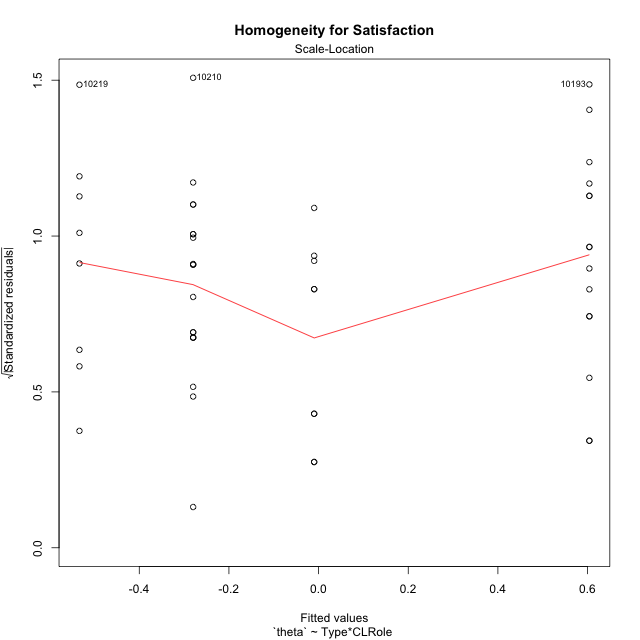 Homogeneity for Satisfaction
Scale-Location
√|Standardized residuals|
0.0
0.5
1.0
1.5
10219
10210
10193
-0.4
-0.2
0.0
0.2
0.4
0.6
Fitted values
`theta` ~ Type*CLRole